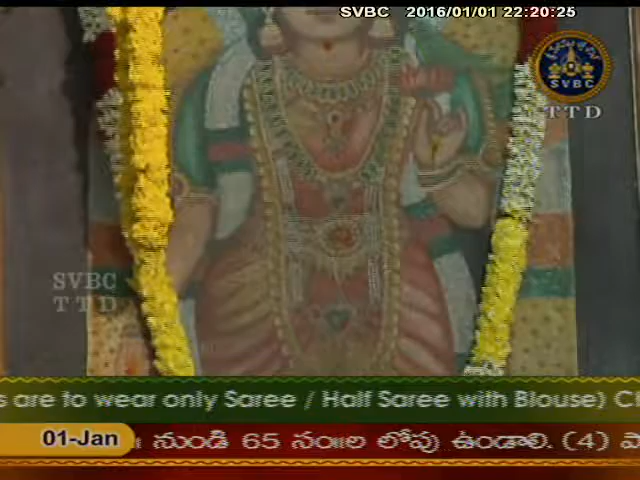 SVBC 2016/01/01 22:20:25
SVBC
TTD
SVBC
TTD
s are to wear only Saree / Half Saree with Blouse)
01-Jan
నుండి 65 సం॥ల లోపు ఉండాలి. (4)